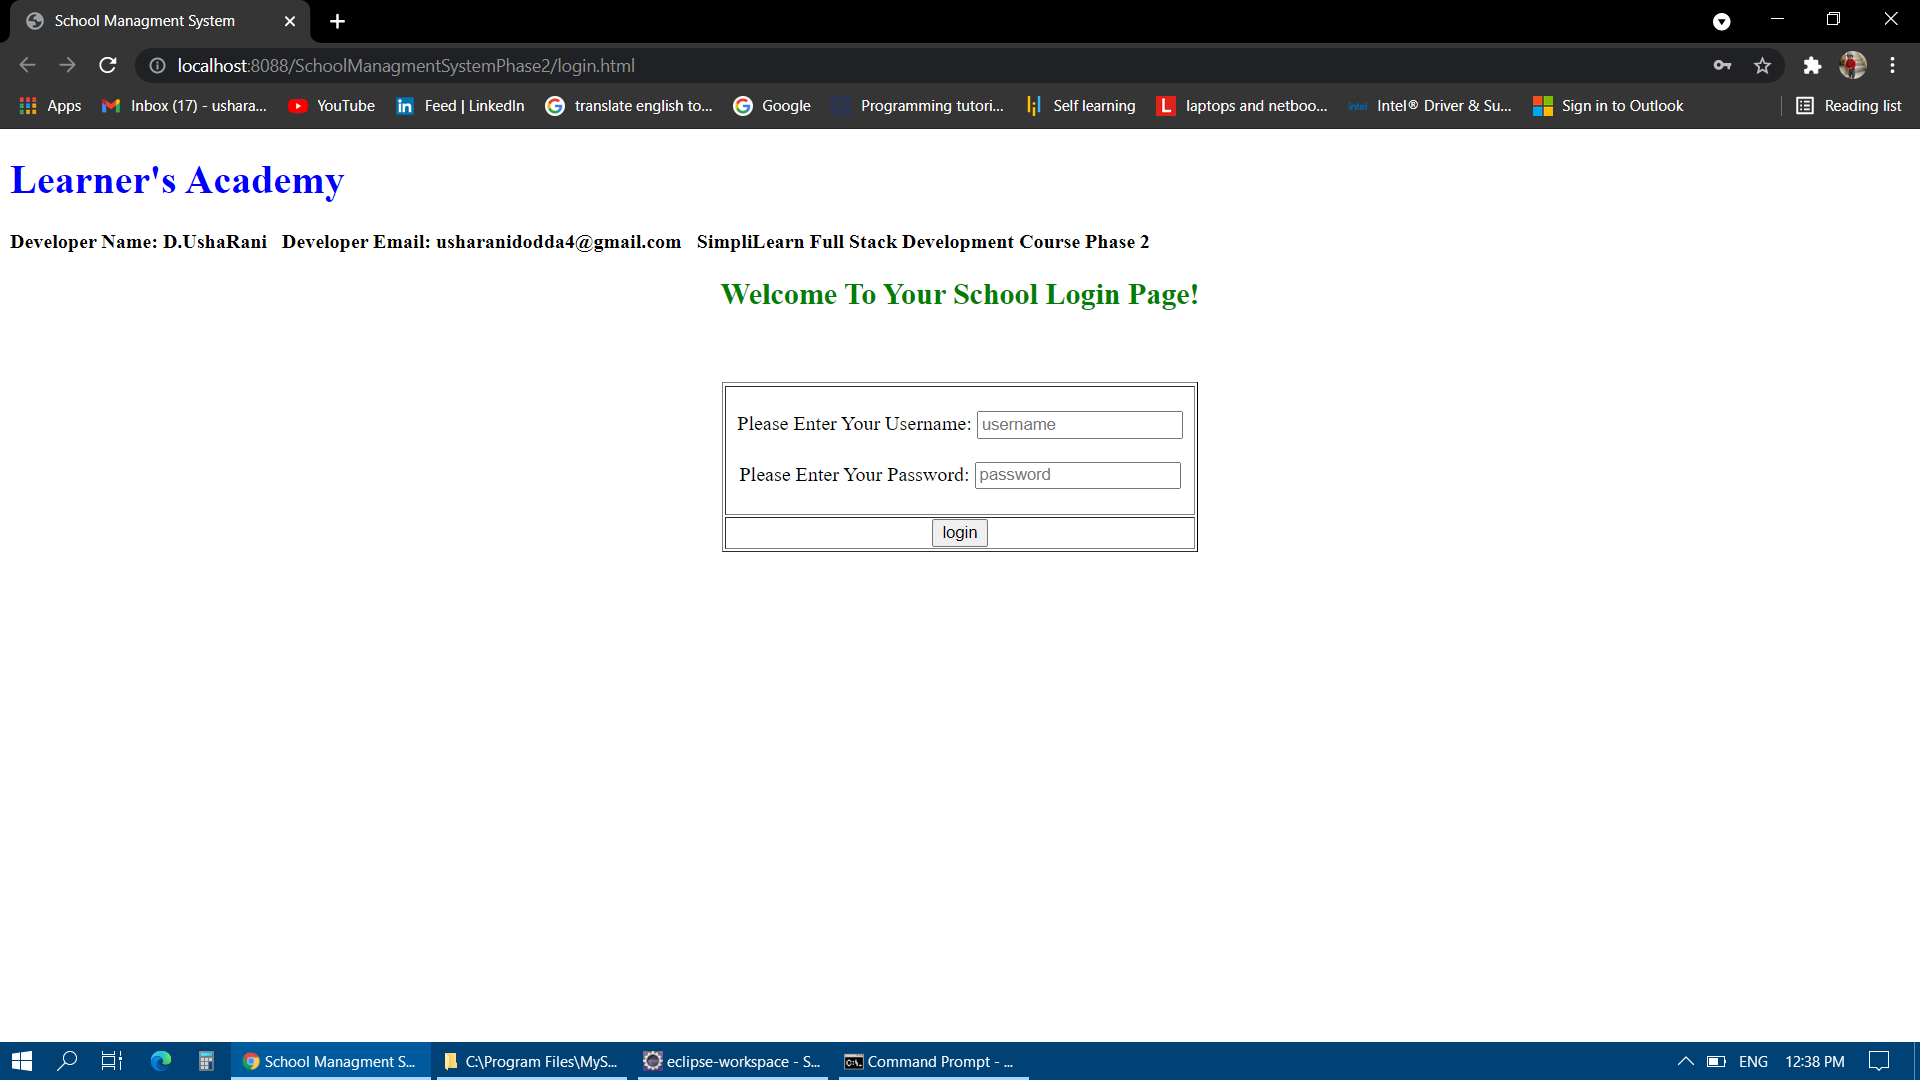 School Managment System
localhost:8088/SchoolManagmentSystemPhase2/login.html
Apps Inbox (17) - ushara... YouTube Feed | LinkedIn translate english to... Google Programming tutori... Self learning laptops and netboo... Intel® Driver & Su... Sign in to Outlook Reading list
Learner's Academy
Developer Name: D.UshaRani Developer Email: usharanidodda4@gmail.com SimpliLearn Full Stack Development Course Phase 2
Welcome To Your School Login Page!
Please Enter Your Username: username
Please Enter Your Password: password
login
School Managment S... C:\Program Files\MyS... eclipse-workspace - S... Command Prompt - ... ENG 12:38 PM